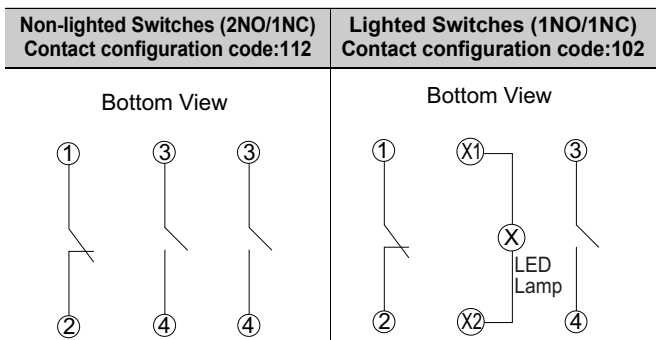 Non-lighted Switches (2NO/1NC)
Contact configuration code:112
Lighted Switches (1NO/1NC)
Contact configuration code:102
Bottom View
1 3 3
2 4 4
Bottom View
1 X1 3
X
LED
Lamp
2 X2 4